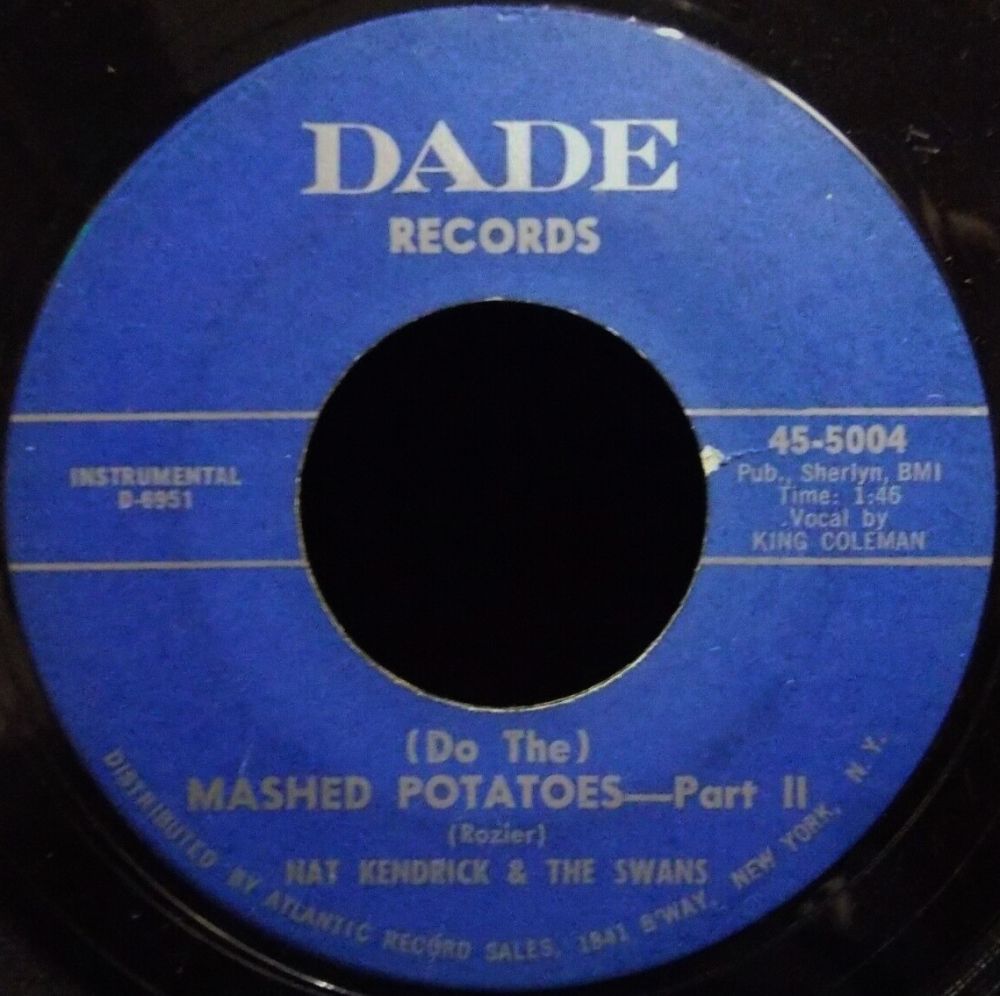 DADE
RECORDS
INSTRUMENTAL
D-8951
45-5004
Pub., Sherlyn, BMI
Time: 1:46
Vocal by
KING COLEMAN
(Do The)
MASHED POTATOES—Part II
(Rozier)
NAT KENDRICK & THE SWANS
DISTRIBUTED BY ATLANTIC RECORD SALES, 1841 B'WAY, NEW YORK, N. Y.